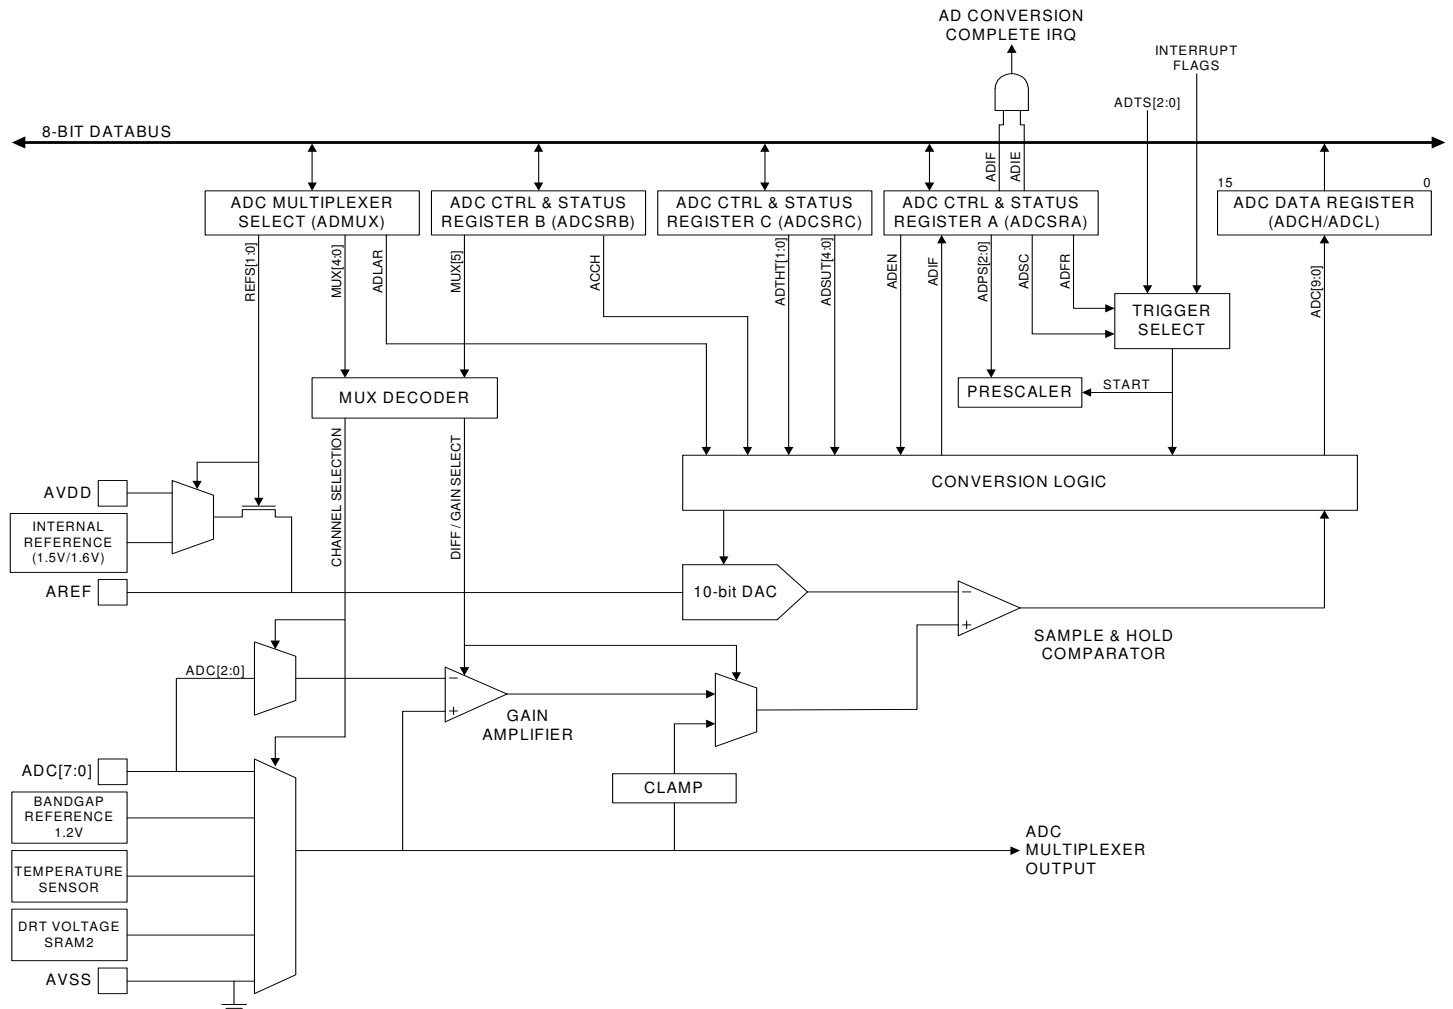 AD CONVERSION
COMPLETE IRQ
INTERRUPT
FLAGS
ADTS[2:0]
8-BIT DATABUS
ADIF
ADIE
15
0
ADC MULTIPLEXER
SELECT (ADMUX)
ADC CTRL & STATUS
REGISTER B (ADCSRB)
ADC CTRL & STATUS
REGISTER C (ADCSRC)
ADC CTRL & STATUS
REGISTER A (ADCSRA)
ADC DATA REGISTER
(ADCH/ADCL)
REFS[1:0]
MUX[4:0]
ADLAR
MUX[5]
ACCH
ADTHT[1:0]
ADSUT[4:0]
ADEN
ADIF
ADPS[2:0]
ADSC
ADFR
ADC[9:0]
TRIGGER
SELECT
MUX DECODER
PRESCALER
START
CHANNEL SELECTION
DIFF / GAIN SELECT
CONVERSION LOGIC
AVDD
INTERNAL
REFERENCE
(1.5V/1.6V)
AREF
10-bit DAC
−
+
SAMPLE & HOLD
COMPARATOR
ADC[2:0]
−
+
GAIN
AMPLIFIER
ADC[7:0]
CLAMP
BANDGAP
REFERENCE
1.2V
ADC
MULTIPLEXER
OUTPUT
TEMPERATURE
SENSOR
DRT VOLTAGE
SRAM2
AVSS